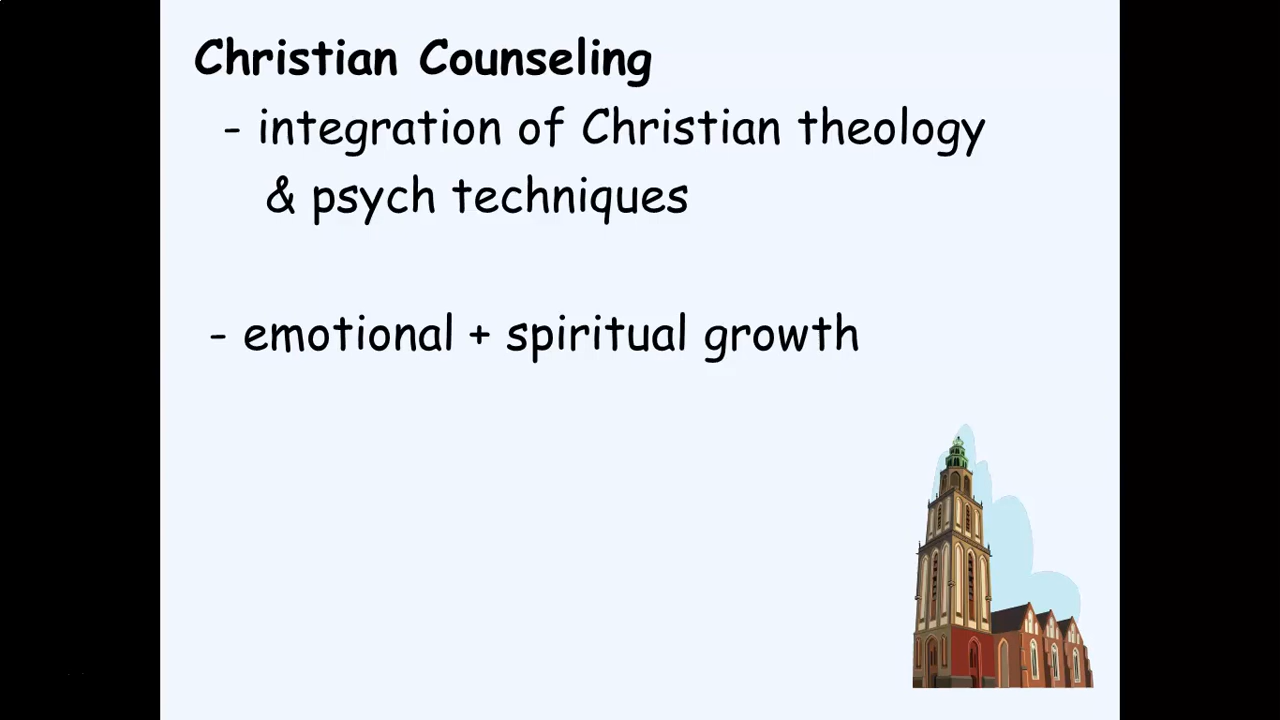 Christian Counseling
- integration of Christian theology
& psych techniques
- emotional + spiritual growth